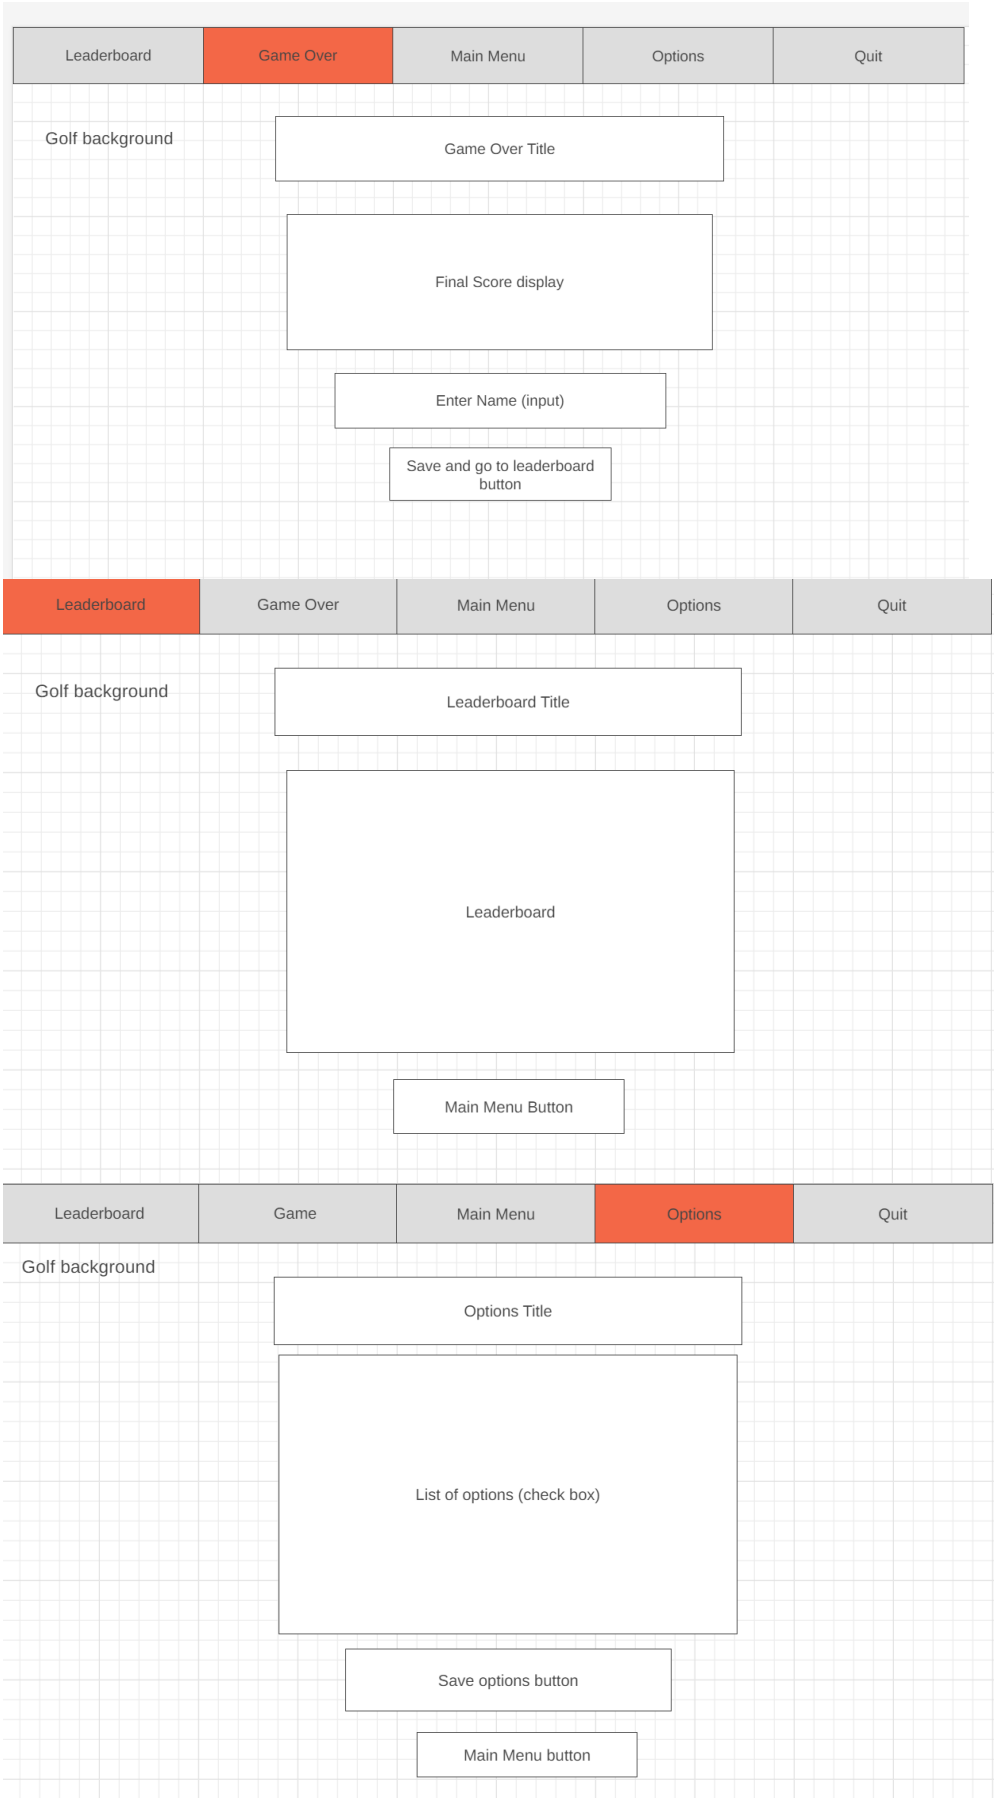 Leaderboard
Game Over
Main Menu
Options
Quit
Golf background
Game Over Title
Final Score display
Enter Name (input)
Save and go to leaderboard
button
Leaderboard
Game Over
Main Menu
Options
Quit
Golf background
Leaderboard Title
Leaderboard
Main Menu Button
Leaderboard
Game
Main Menu
Options
Quit
Golf background
Options Title
List of options (check box)
Save options button
Main Menu button